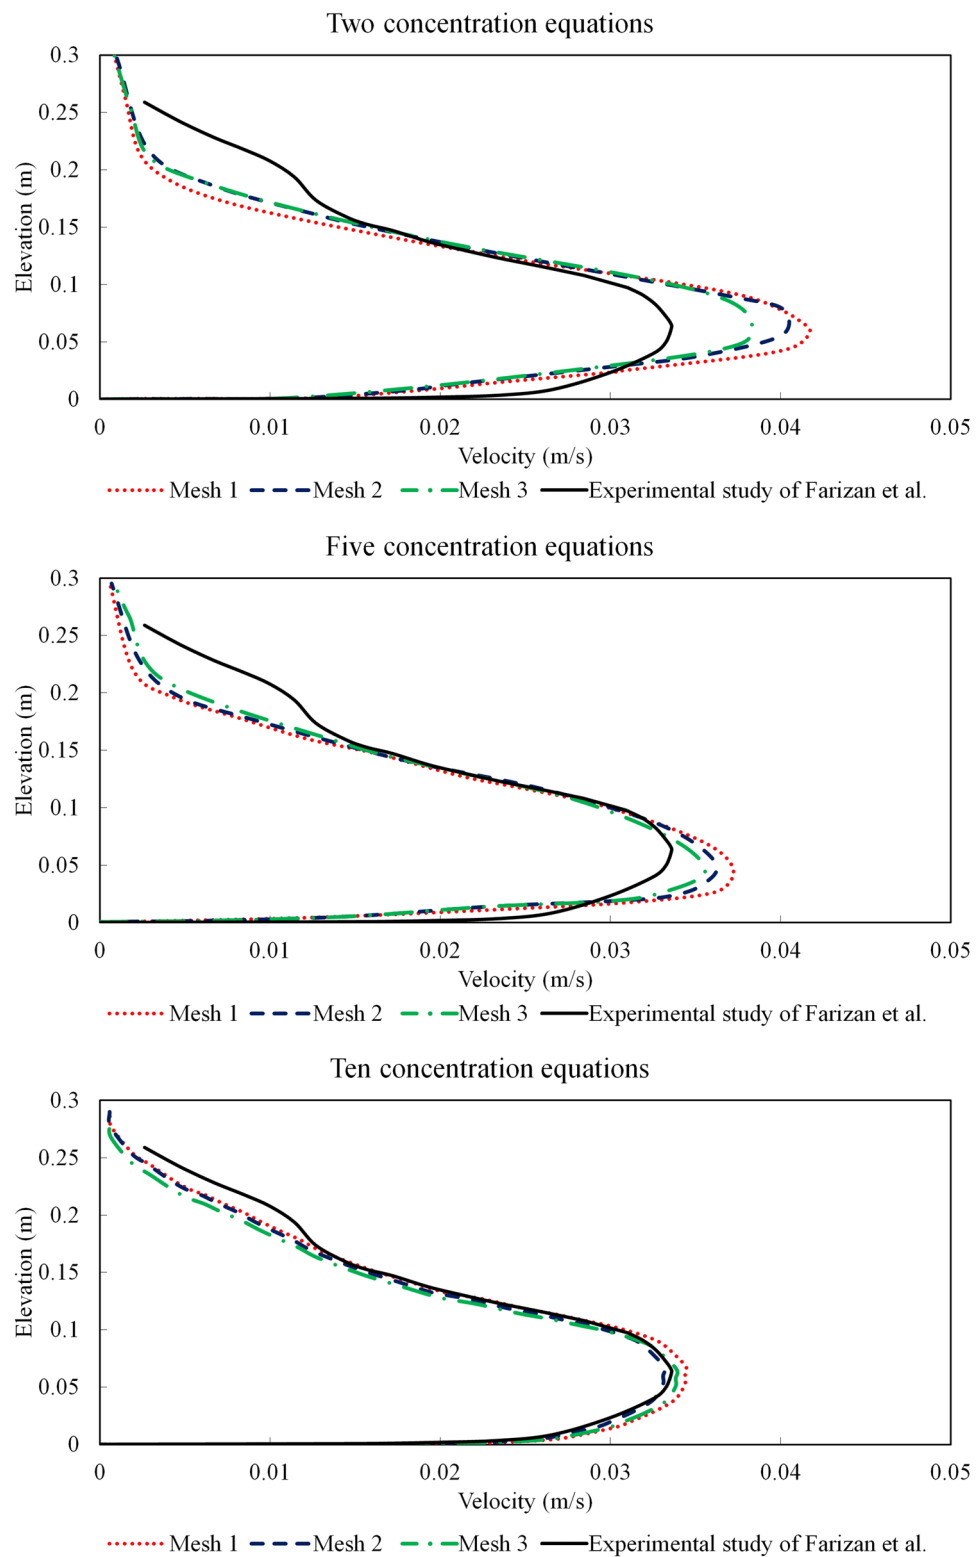 Two concentration equations
0.3
0.25
0.2
0.15
0.1
0.05
0
Elevation (m)
0 0.01 0.02 0.03 0.04 0.05
Velocity (m/s)
Mesh 1 Mesh 2 Mesh 3 Experimental study of Farizan et al.
Five concentration equations
0.3
0.25
0.2
0.15
0.1
0.05
0
Elevation (m)
0 0.01 0.02 0.03 0.04 0.05
Velocity (m/s)
Mesh 1 Mesh 2 Mesh 3 Experimental study of Farizan et al.
Ten concentration equations
0.3
0.25
0.2
0.15
0.1
0.05
0
Elevation (m)
0 0.01 0.02 0.03 0.04 0.05
Velocity (m/s)
Mesh 1 Mesh 2 Mesh 3 Experimental study of Farizan et al.